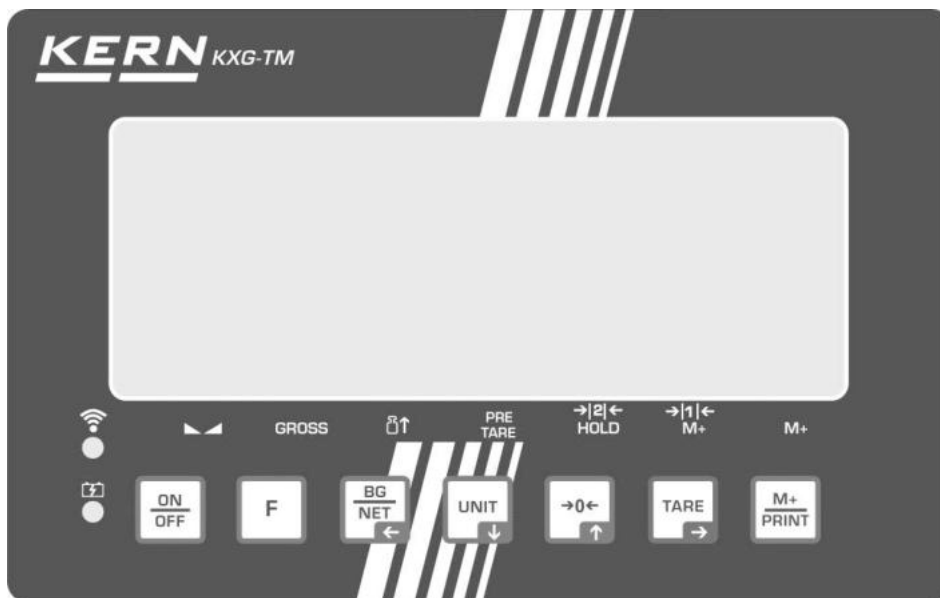 KERN KXG-TM
GROSS
PRE
TARE
→|2|←
HOLD
→|1|←
M+
M+
ON
OFF
F
BG
NET
←
UNIT
↓
→0←
↑
TARE
→
M+
PRINT